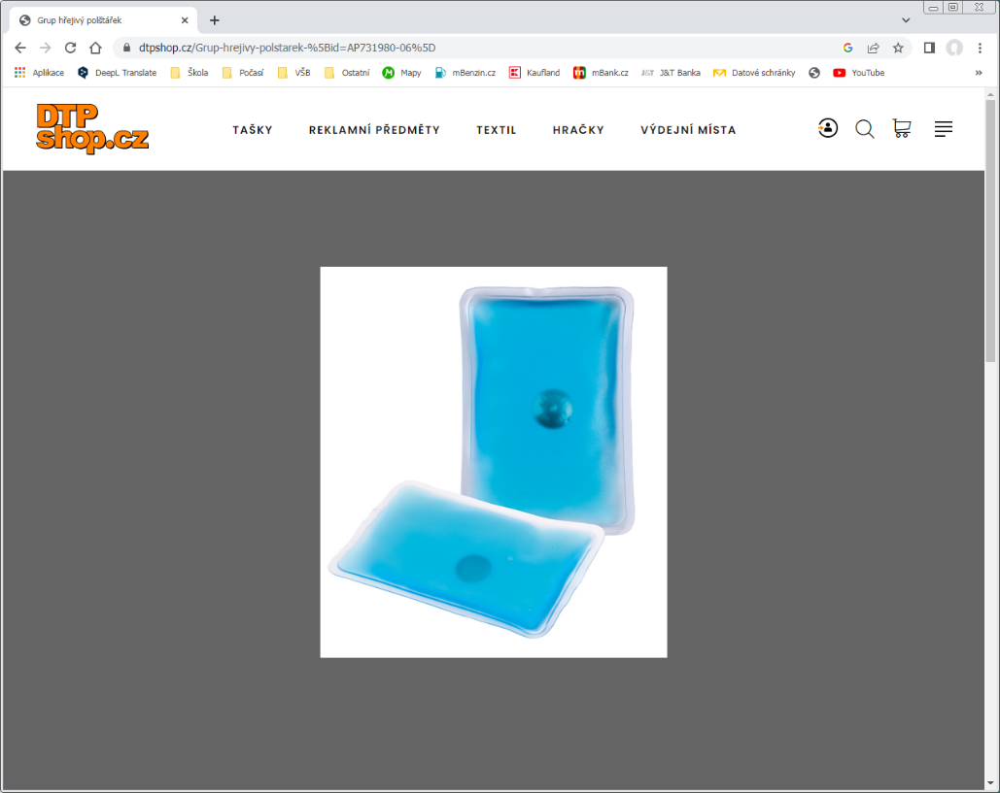 Grup hřejivý polštářek
dtpshop.cz/Grup-hrejivy-polstarek-%5Bid=AP731980-06%5D
Aplikace DeepL Translate Škola Počasí VŠB Ostatní Mapy mBenzin.cz Kaufland mBank.cz J&T J&T Banka Datové schránky YouTube
DTP
shop.cz
TAŠKY REKLAMNÍ PŘEDMĚTY TEXTIL HRAČKY VÝDEJNÍ MÍSTA